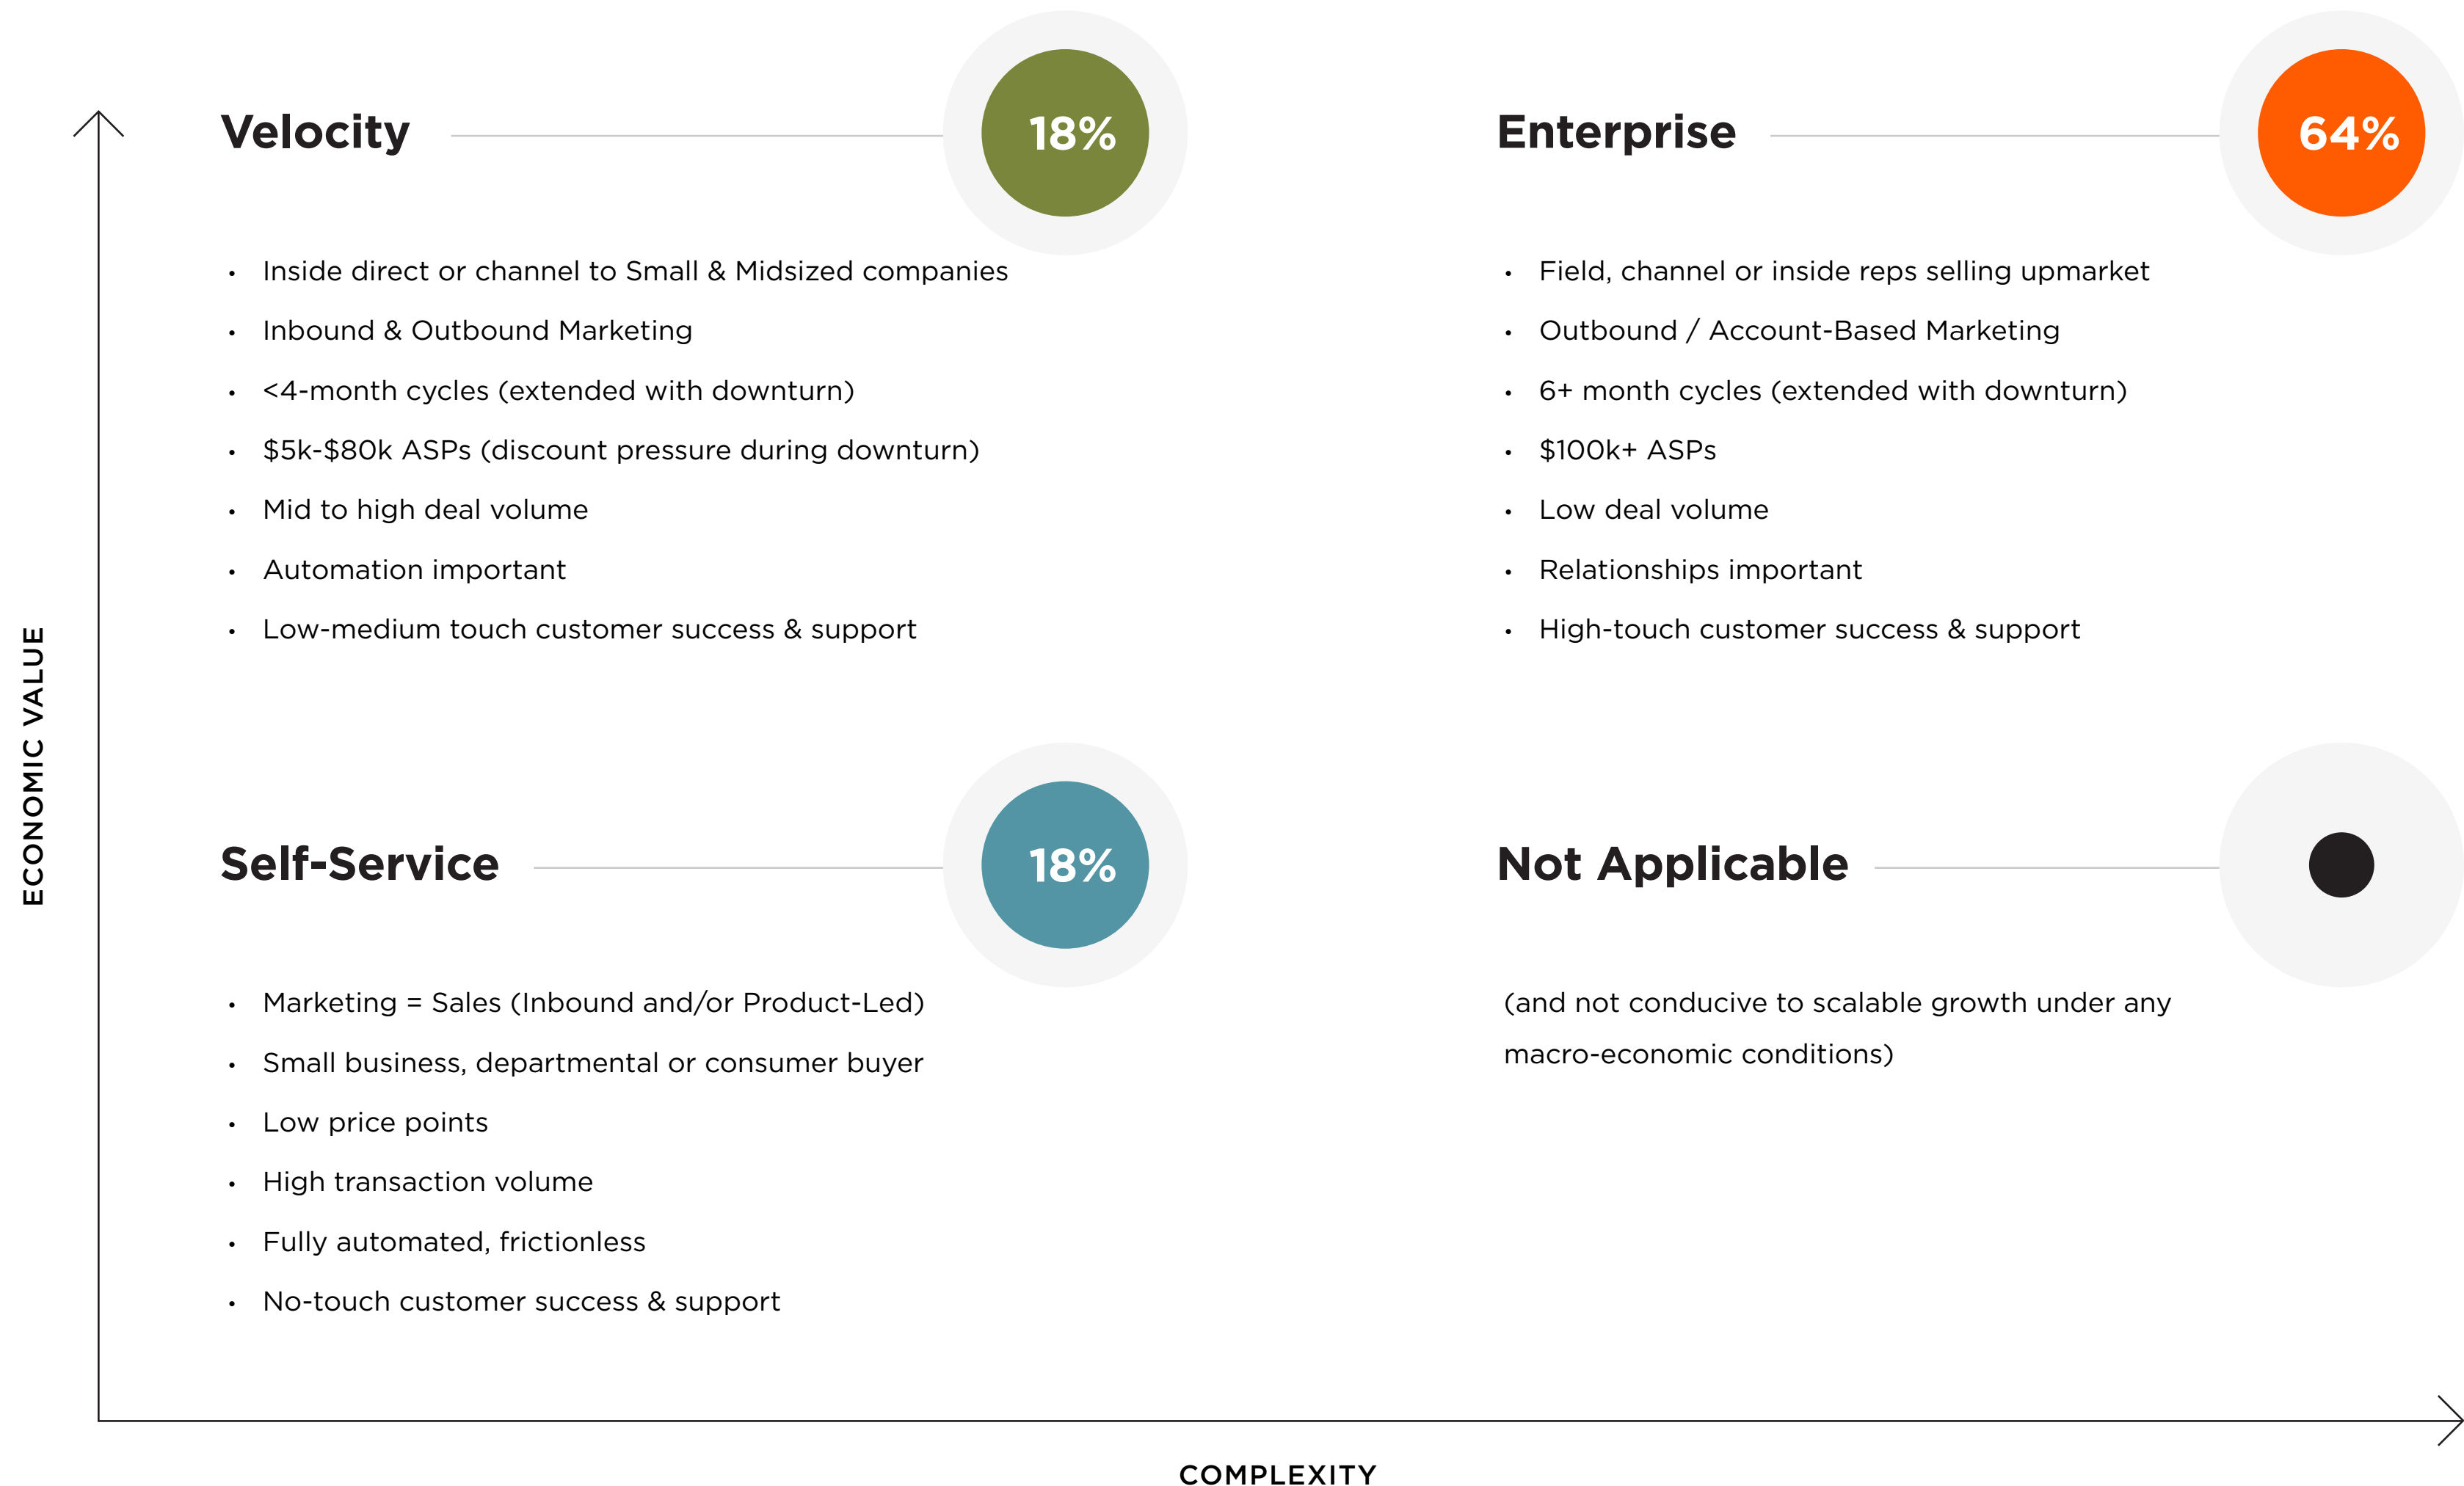 Velocity
18%
• Inside direct or channel to Small & Midsized companies
• Inbound & Outbound Marketing
• <4-month cycles (extended with downturn)
• $5k-$80k ASPs (discount pressure during downturn)
• Mid to high deal volume
• Automation important
• Low-medium touch customer success & support
Enterprise
64%
• Field, channel or inside reps selling upmarket
• Outbound / Account-Based Marketing
• 6+ month cycles (extended with downturn)
• $100k+ ASPs
• Low deal volume
• Relationships important
• High-touch customer success & support
ECONOMIC VALUE
Self-Service
18%
• Marketing = Sales (Inbound and/or Product-Led)
• Small business, departmental or consumer buyer
• Low price points
• High transaction volume
• Fully automated, frictionless
• No-touch customer success & support
Not Applicable
(and not conducive to scalable growth under any
macro-economic conditions)
COMPLEXITY